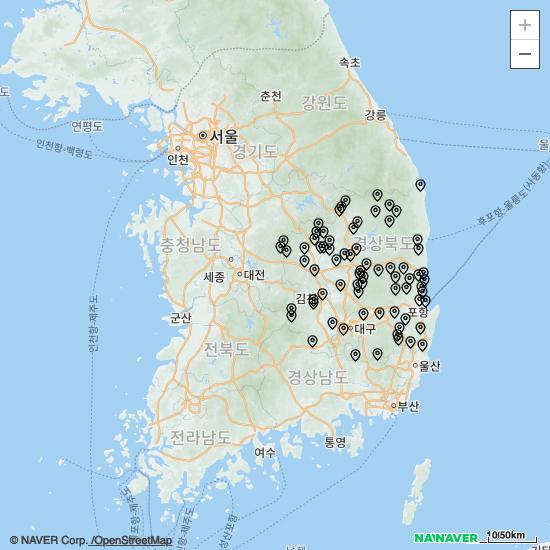 +
−
속초
춘천
강원도
강릉
연평도
서울
인천
경기도
인천항-백령도
울
후포항-울릉도(사동항)
충청남도
경상북도
세종
대전
인천항-제주도
군산
김천
포항
대구
전라북도
경상남도
울산
부산
전라남도
통영
여수
© NAVER Corp. /OpenStreetMap
NAVER
10/50km